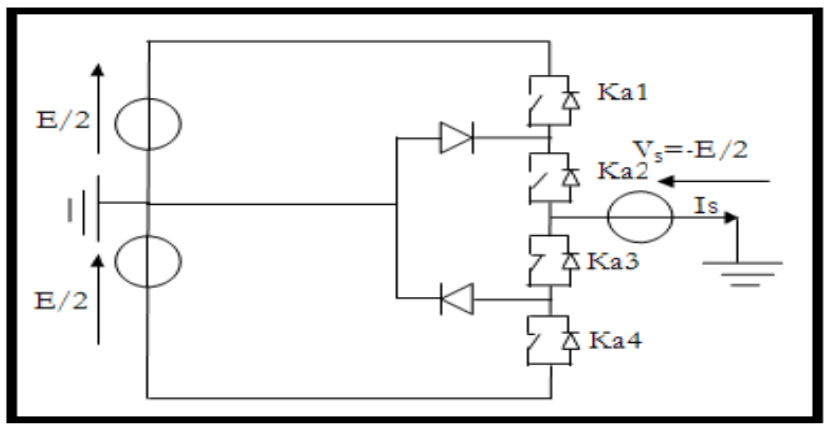 Ka1
E/2
Vs=-E/2
Ka2
Is
Ka3
E/2
Ka4